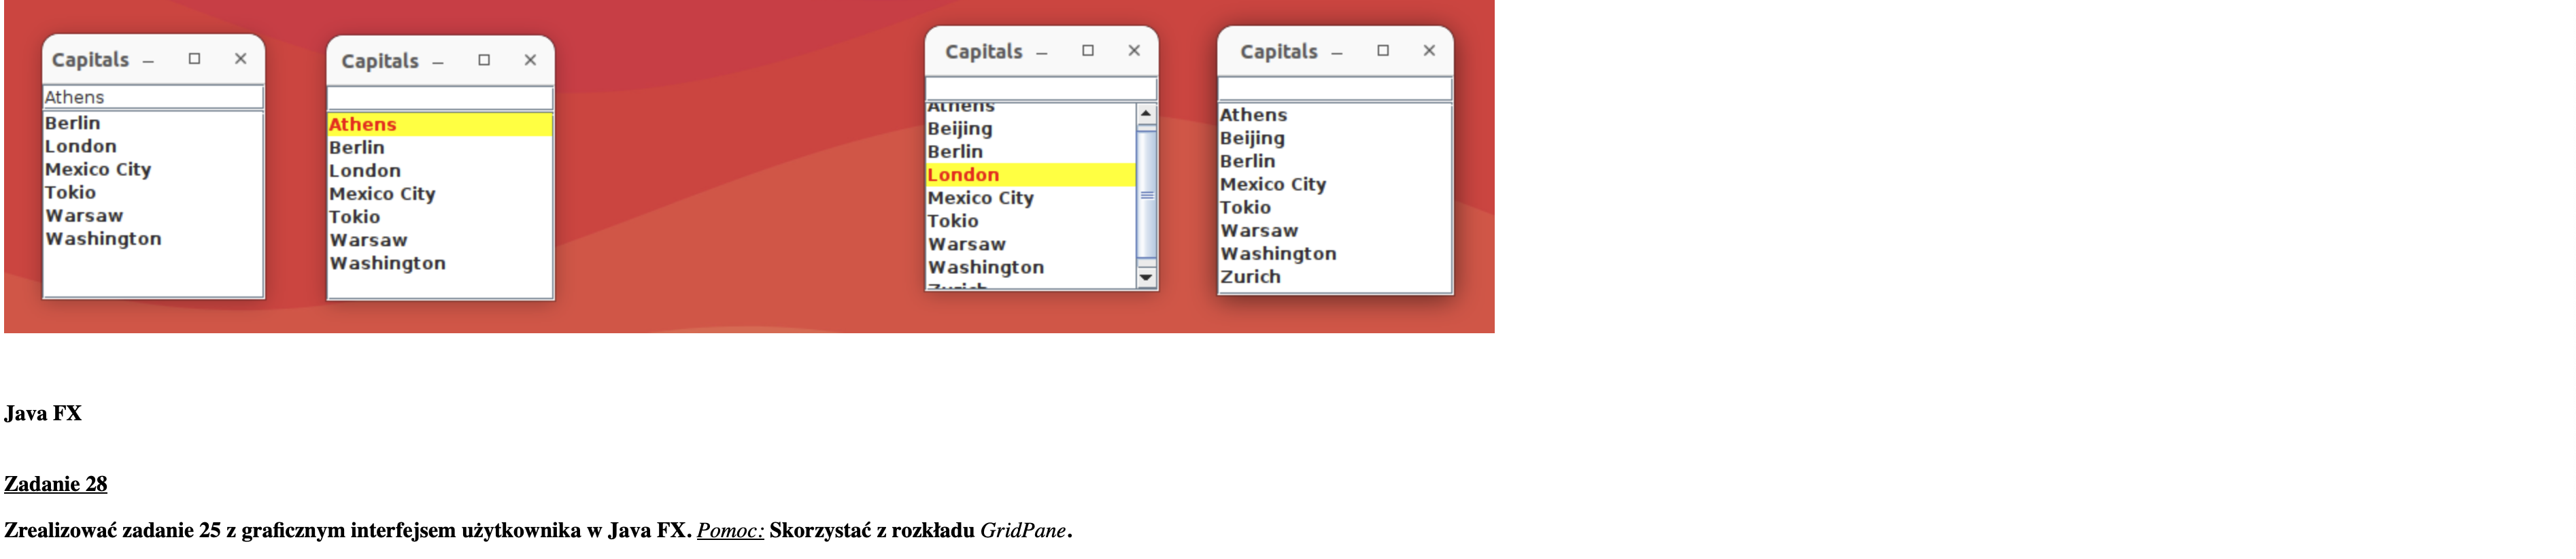 Capitals
Athens
Berlin
London
Mexico City
Tokio
Warsaw
Washington
Capitals
Athens
Berlin
London
Mexico City
Tokio
Warsaw
Washington
Capitals
Athens
Beijing
Berlin
London
Mexico City
Tokio
Warsaw
Washington
Zurich
Capitals
Athens
Beijing
Berlin
Mexico City
Tokio
Warsaw
Washington
Zurich
Java FX
Zadanie 28
Zrealizować zadanie 25 z graficznym interfejsem użytkownika w Java FX. Pomoc: Skorzystać z rozkładu GridPane.